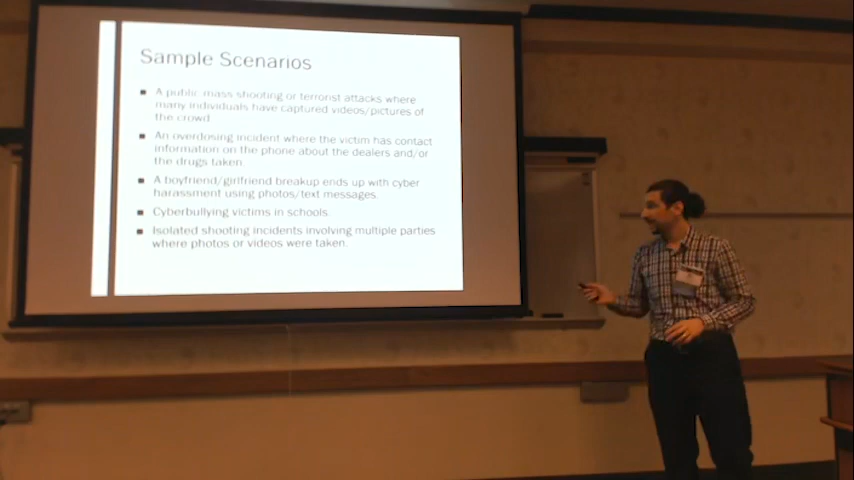 Sample Scenarios
A public mass shooting or terrorist attacks where
many individuals have captured videos/pictures of
the crowd
An overdosing incident where the victim has contact
information on the phone about the dealers and/or
the drugs taken.
A boyfriend/girlfriend breakup ends up with cyber
harassment using photos/text messages.
Cyberbullying victims in schools.
Isolated shooting incidents involving multiple parties
where photos or videos were taken.